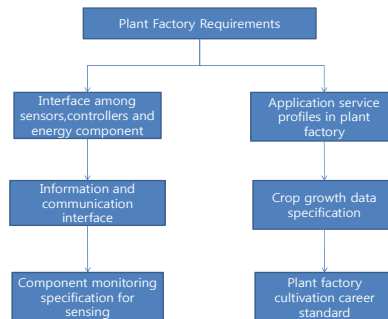 Plant Factory Requirements
Interface among
sensors,controllers and
energy component
Application service
profiles in plant
factory
Information and
communication
interface
Crop growth data
specification
Component monitoring
specification for
sensing
Plant factory
cultivation career
standard